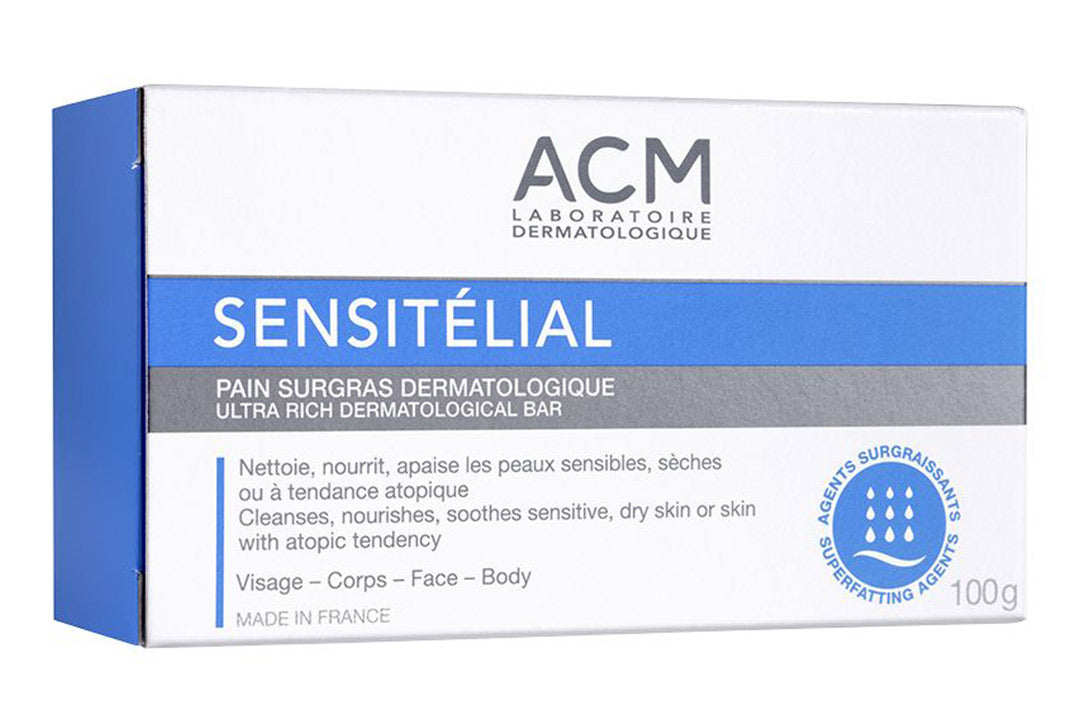 ACM
LABORATOIRE
DERMATOLOGIQUE
SENSITÉLIAL
PAIN SURGRAS DERMATOLOGIQUE
ULTRA RICH DERMATOLOGICAL BAR
Nettoie, nourrit, apaise les peaux sensibles, sèches
ou à tendance atopique
Cleanses, nourishes, soothes sensitive, dry skin or skin
with atopic tendency
Visage – Corps – Face – Body
MADE IN FRANCE
AGENTS SURGRAISSANTS
SUPERFATTING AGENTS
100g